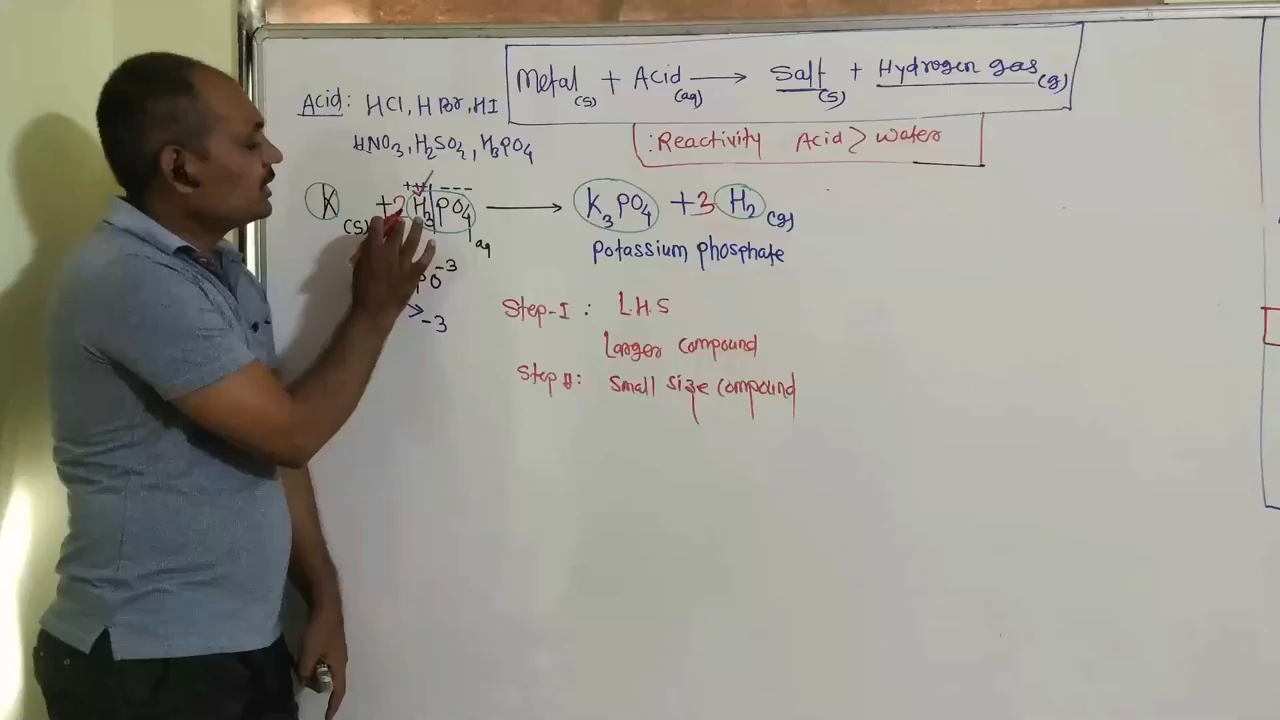 Metal(s) + Acid(aq) → Salt(s) + Hydrogen gas(g)
Acid: HCl, HBr, HI
HNO3, H2SO4, H3PO4
: Reactivity Acid > water
K(s) + 2 H3PO4 aq → K3PO4 + 3 H2(g)
+++ ---
Potassium phosphate
PO -3
> -3
Step-I : L.H.S
Larger compound
Step II: Small size compound